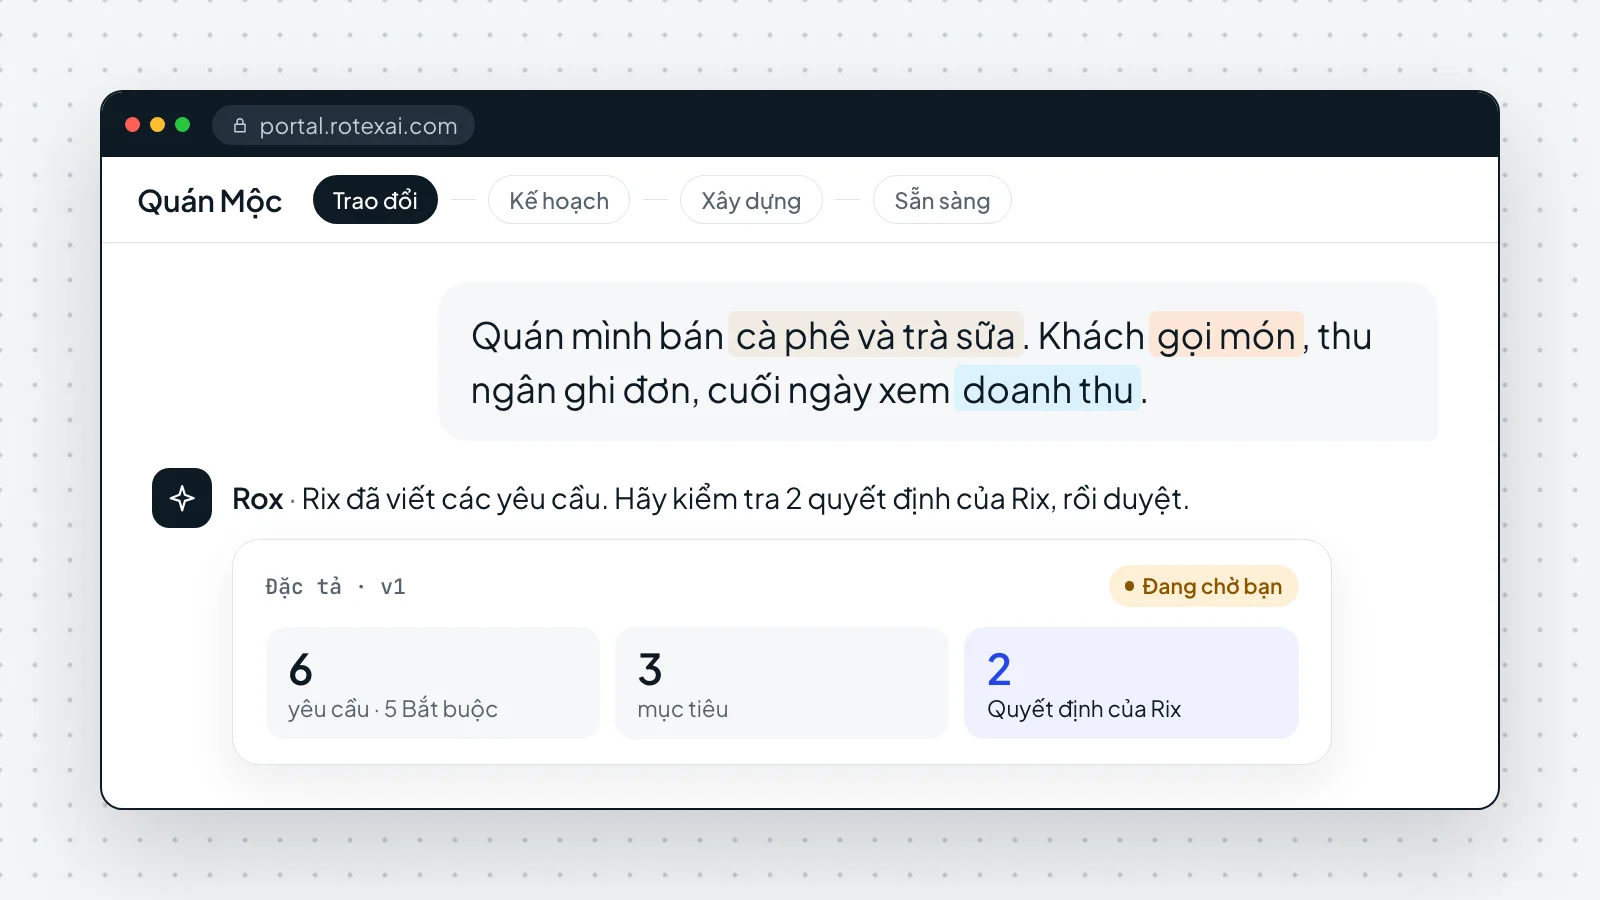 portal.rotexai.com
Quán Mộc
Trao đổi
Kế hoạch
Xây dựng
Sẵn sàng
Quán mình bán cà phê và trà sữa. Khách gọi món, thu
ngân ghi đơn, cuối ngày xem doanh thu.
Rox · Rix đã viết các yêu cầu. Hãy kiểm tra 2 quyết định của Rix, rồi duyệt.
Đặc tả · v1
Đang chờ bạn
6
yêu cầu · 5 Bắt buộc
3
mục tiêu
2
Quyết định của Rix